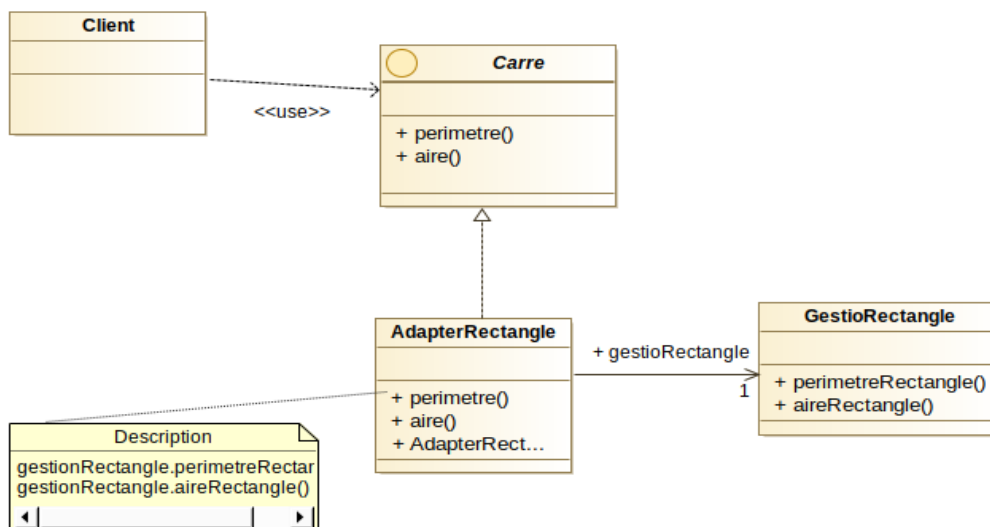 Client
<<use>>
Carre
+ perimetre()
+ aire()
AdapterRectangle
+ perimetre()
+ aire()
+ AdapterRect...
+ gestioRectangle
1
GestioRectangle
+ perimetreRectangle()
+ aireRectangle()
Description
gestionRectangle.perimetreRectar
gestionRectangle.aireRectangle()